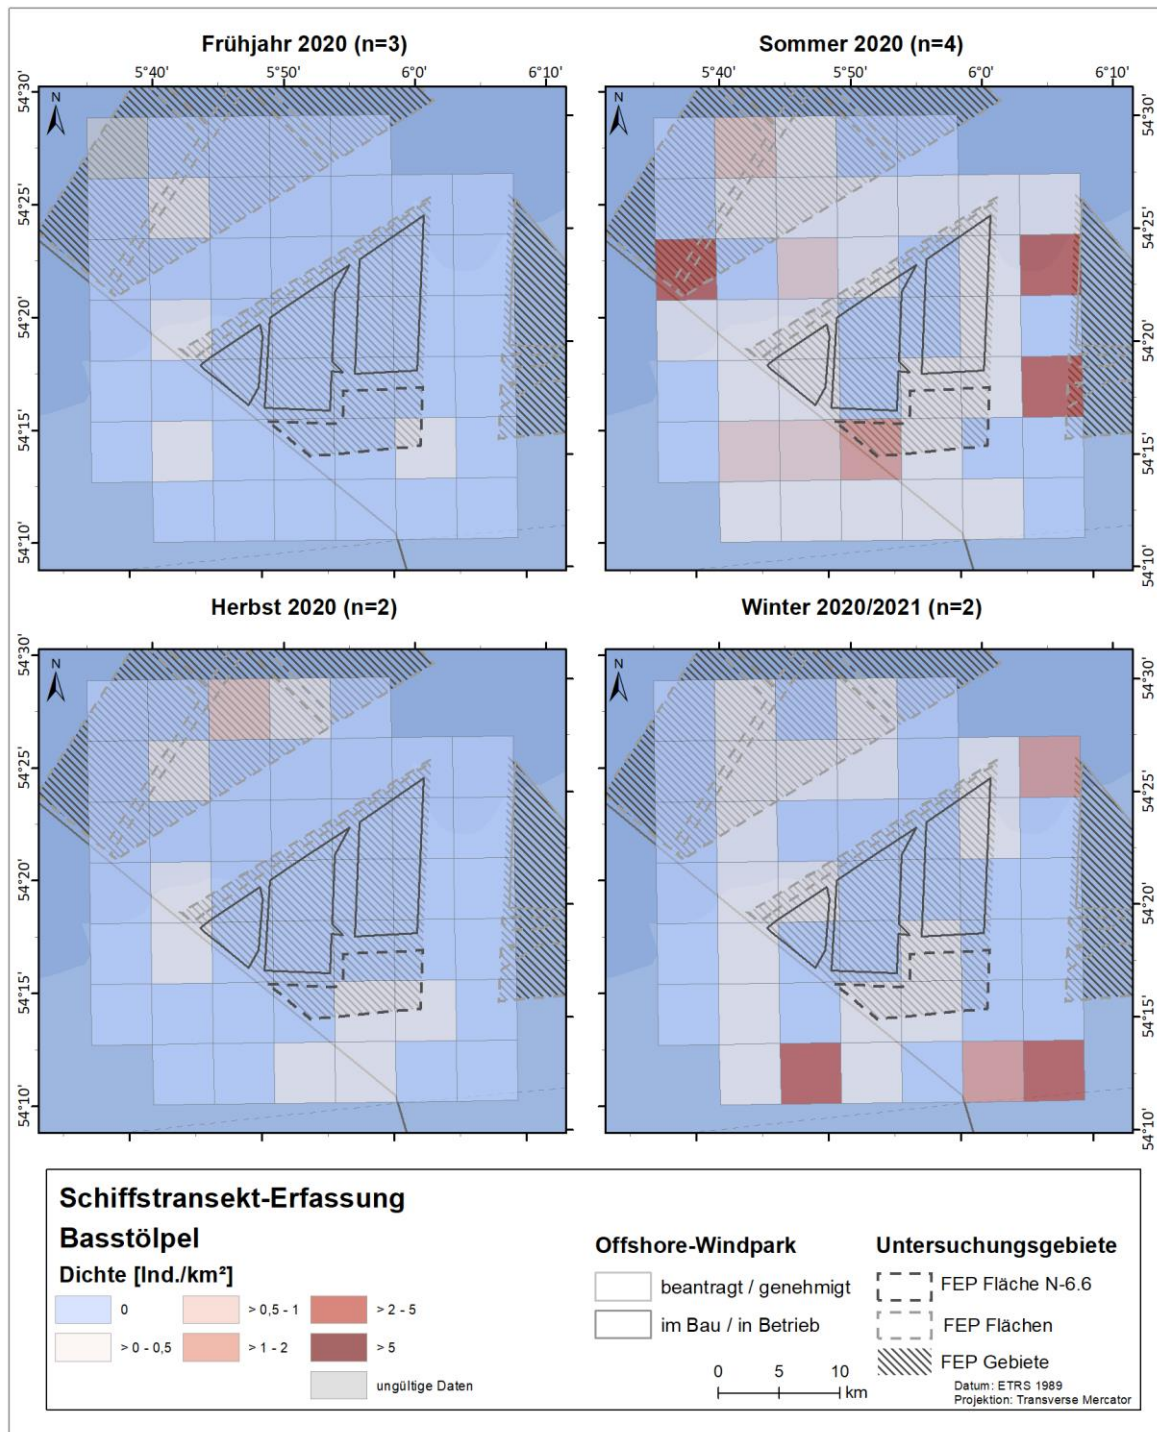 Frühjahr 2020 (n=3)
Sommer 2020 (n=4)
5°40' 5°50' 6°0' 6°10'
5°40' 5°50' 6°0' 6°10'
N
N
54°30'
54°25'
54°20'
54°15'
54°10'
54°30'
54°25'
54°20'
54°15'
54°10'
Herbst 2020 (n=2)
Winter 2020/2021 (n=2)
N
N
54°30'
54°25'
54°20'
54°15'
54°10'
54°30'
54°25'
54°20'
54°15'
54°10'
Schiffstransekt-Erfassung
Basstölpel
Dichte [Ind./km²]
0
> 0 - 0,5
> 0,5 - 1
> 1 - 2
> 2 - 5
> 5
ungültige Daten
Offshore-Windpark
beantragt / genehmigt
im Bau / in Betrieb
0 5 10
km
Untersuchungsgebiete
FEP Fläche N-6.6
FEP Flächen
FEP Gebiete
Datum: ETRS 1989
Projektion: Transverse Mercator